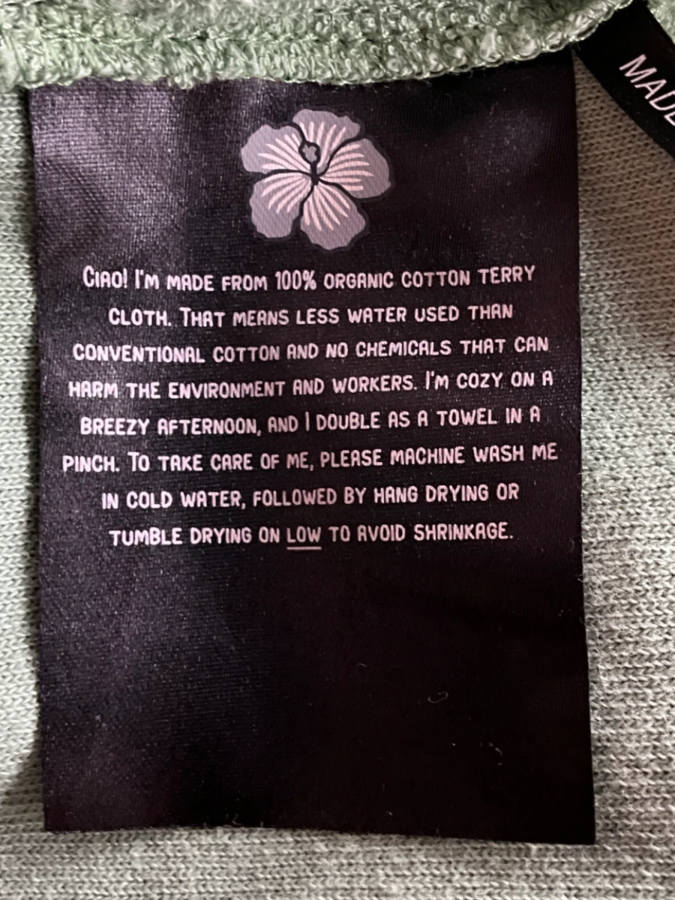 MADE
CIAO! I'M MADE FROM 100% ORGANIC COTTON TERRY
CLOTH. THAT MEANS LESS WATER USED THAN
CONVENTIONAL COTTON AND NO CHEMICALS THAT CAN
HARM THE ENVIRONMENT AND WORKERS. I'M COZY ON A
BREEZY AFTERNOON, AND I DOUBLE AS A TOWEL IN A
PINCH. TO TAKE CARE OF ME, PLEASE MACHINE WASH ME
IN COLD WATER, FOLLOWED BY HANG DRYING OR
TUMBLE DRYING ON LOW TO AVOID SHRINKAGE.